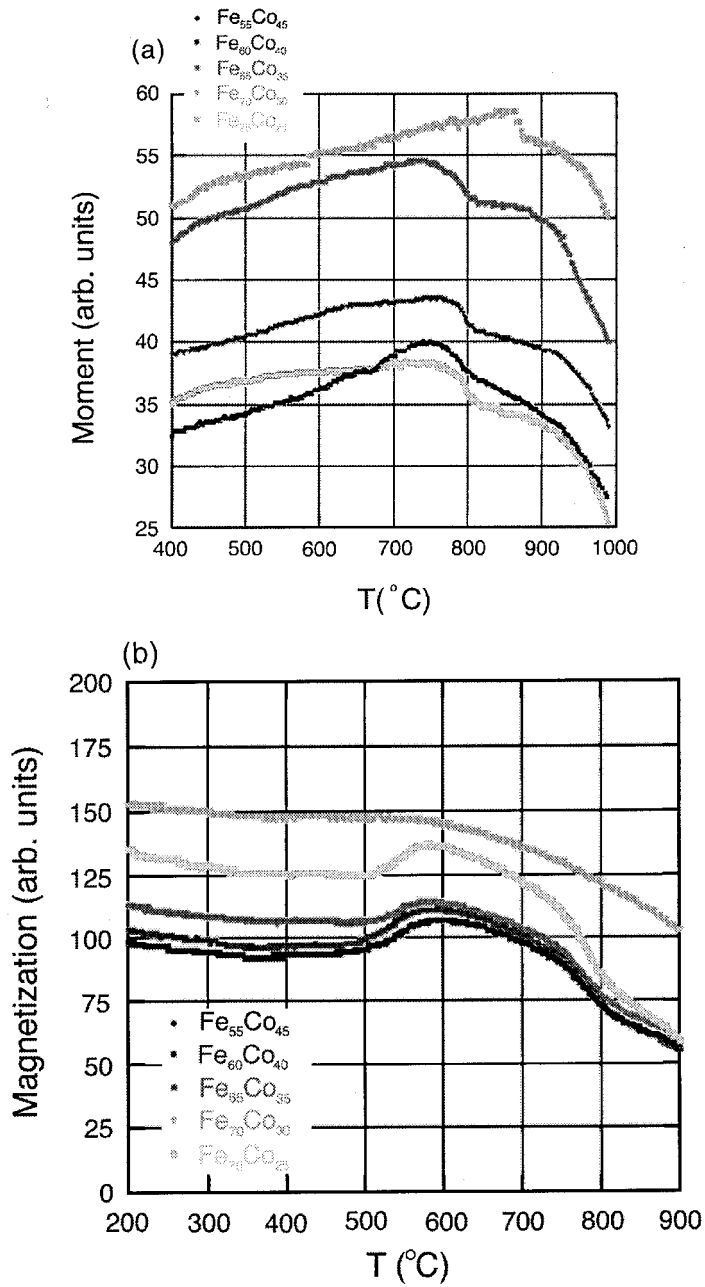 (a)
Fe₅₅Co₄₅
Fe₆₀Co₄₀
Fe₆₅Co₃₅
Fe₇₀Co₃₀
60
55
50
45
40
35
30
25
Moment (arb. units)
400 500 600 700 800 900 1000
T(°C)
(b)
200
175
150
125
100
75
50
25
0
Magnetization (arb. units)
Fe₅₅Co₄₅
Fe₆₀Co₄₀
Fe₆₅Co₃₅
Fe₇₀Co₃₀
200 300 400 500 600 700 800 900
T (°C)